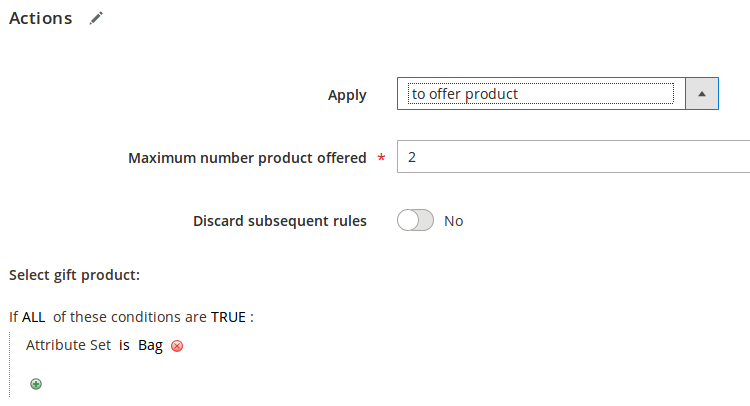 Actions
Apply to offer product
Maximum number product offered * 2
Discard subsequent rules No
Select gift product:
If ALL of these conditions are TRUE :
Attribute Set is Bag